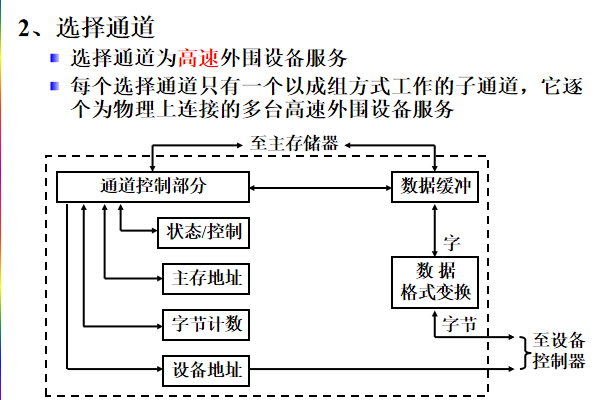 2、选择通道
选择通道为高速外围设备服务
每个选择通道只有一个以成组方式工作的子通道，它逐
个为物理上连接的多台高速外围设备服务
至主存储器
通道控制部分
数据缓冲
状态/控制
字
主存地址
数 据
格式变换
字节计数
字节
至设备
控制器
设备地址